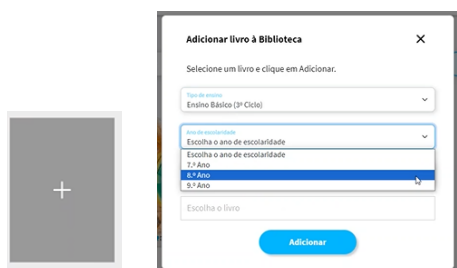 Adicionar livro à Biblioteca
Selecione um livro e clique em Adicionar.
Tipo de ensino
Ensino Básico (3º Ciclo)
Ano de escolaridade
Escolha o ano de escolaridade
Escolha o ano de escolaridade
7.º Ano
8.º Ano
9.º Ano
Escolha o livro
Adicionar